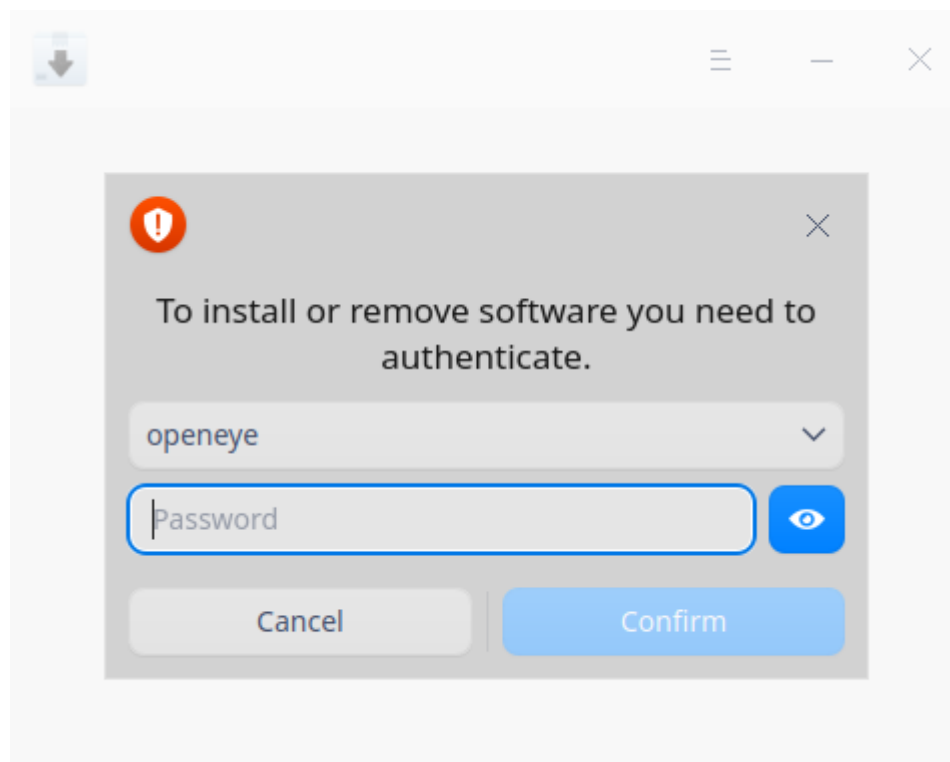 To install or remove software you need to
authenticate.
openeye
Password
Cancel
Confirm